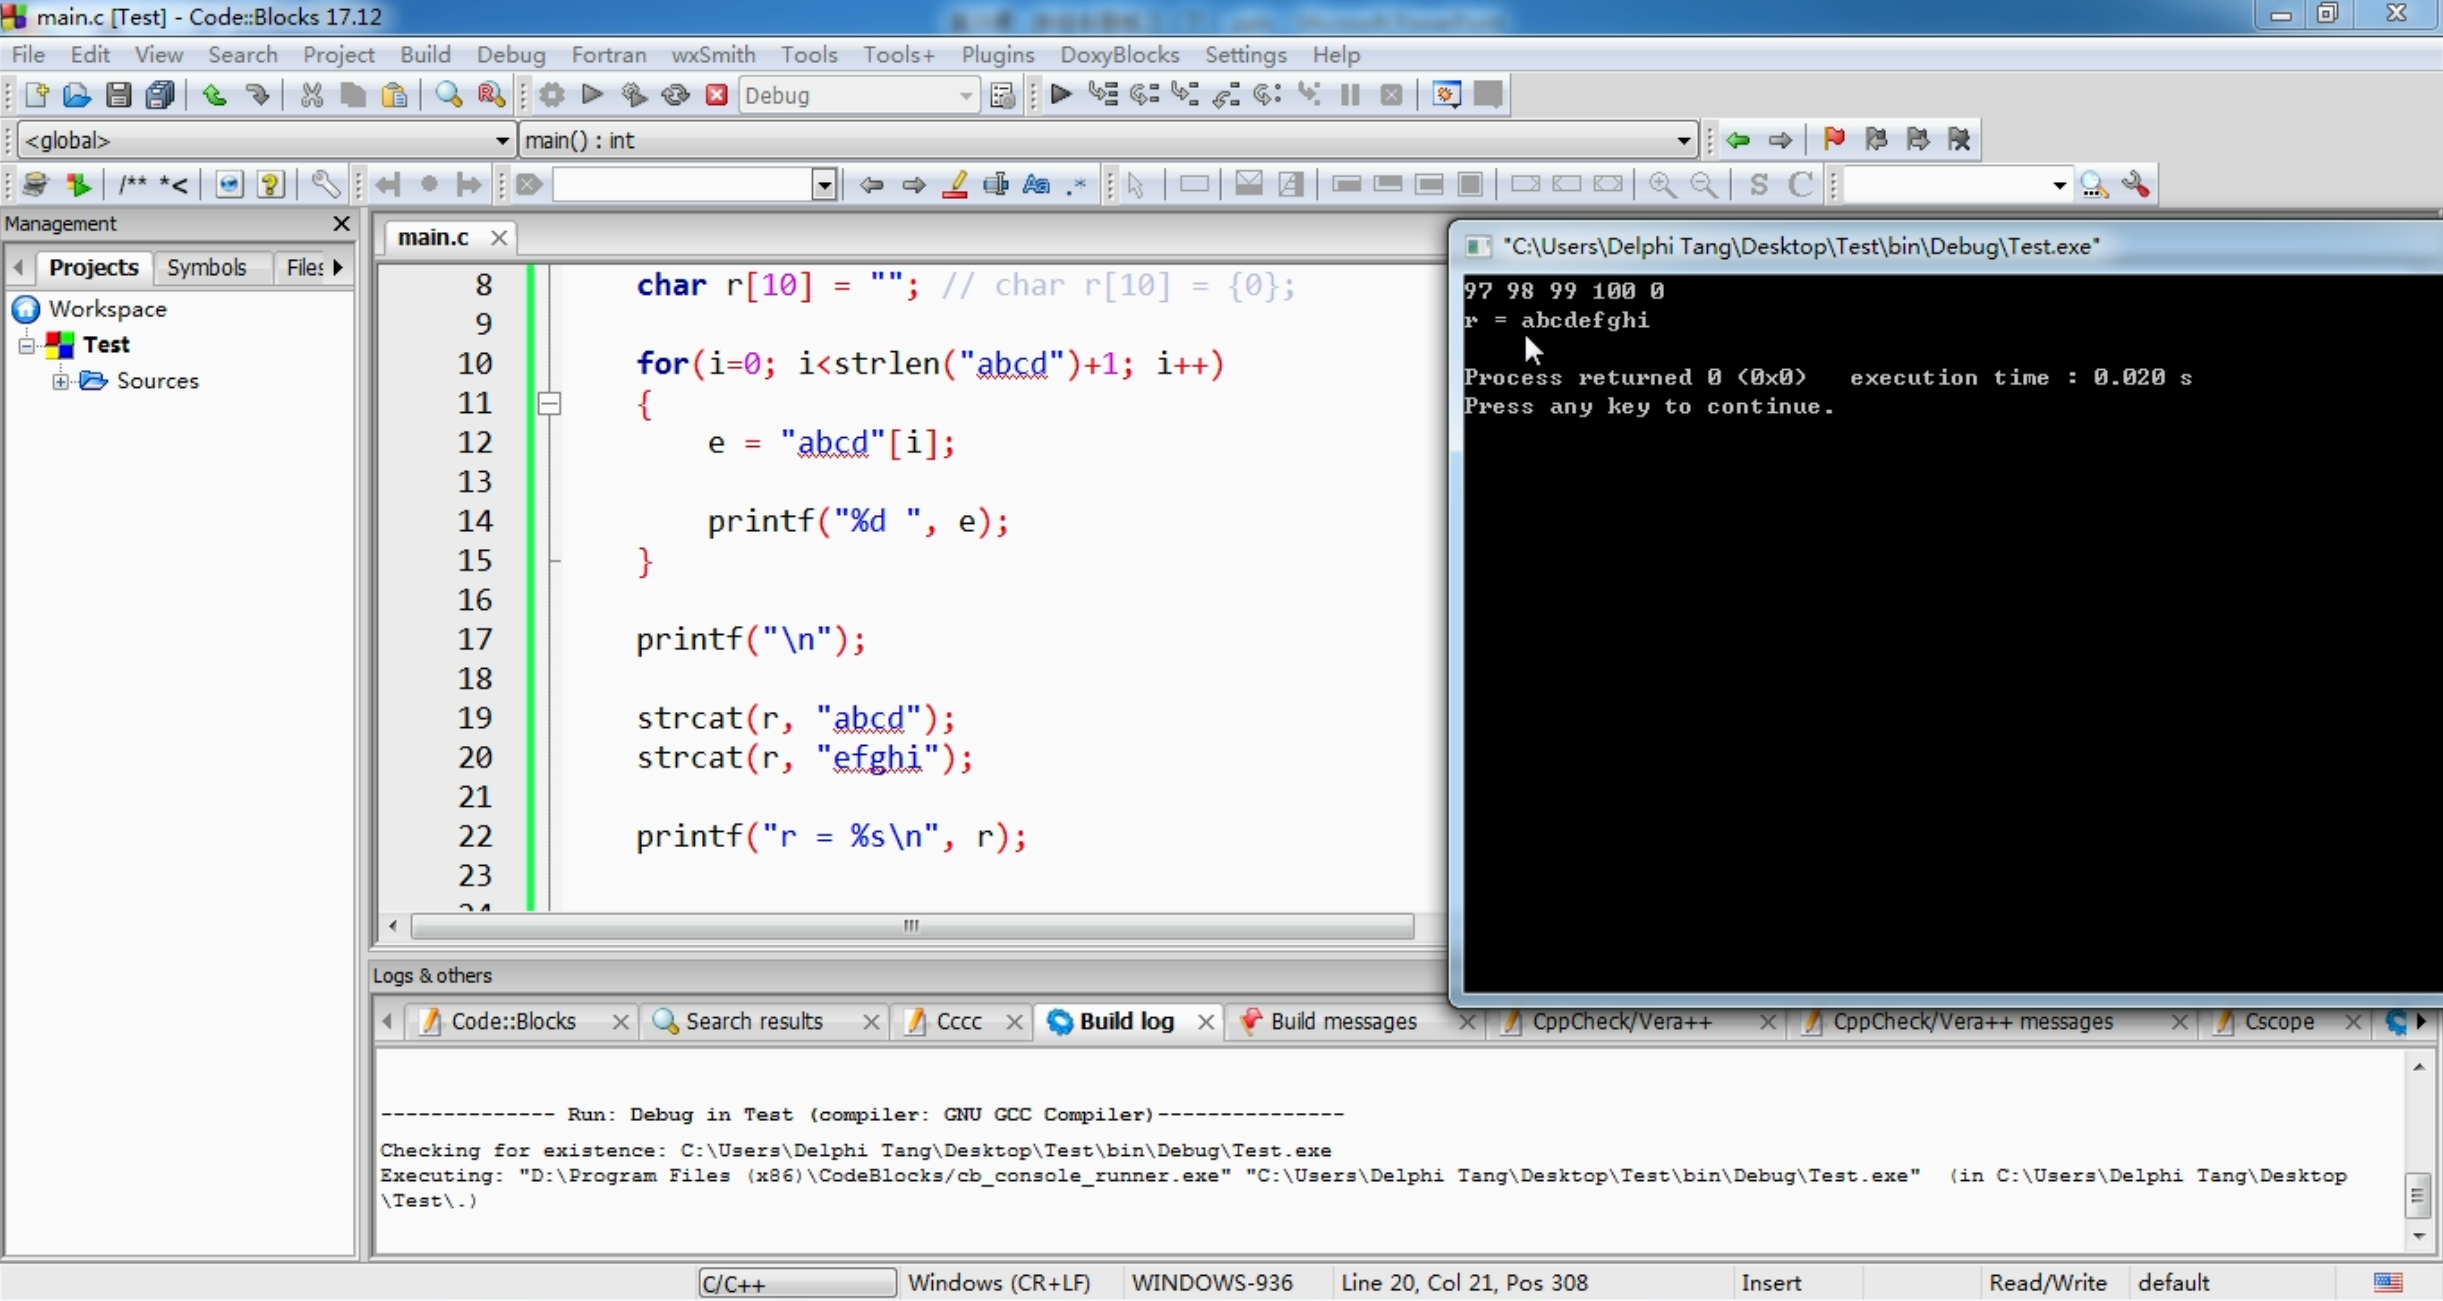 main.c [Test] - Code::Blocks 17.12
File Edit View Search Project Build Debug Fortran wxSmith Tools Tools+ Plugins DoxyBlocks Settings Help
Debug
<global> main() : int
/** *<
S C
Management
Projects Symbols Files
Workspace
Test
Sources
main.c
8 char r[10] = ""; // char r[10] = {0};
9
10 for(i=0; i<strlen("abcd")+1; i++)
11 {
12 e = "abcd"[i];
13
14 printf("%d ", e);
15 }
16
17 printf("\n");
18
19 strcat(r, "abcd");
20 strcat(r, "efghi");
21
22 printf("r = %s\n", r);
23
24
"C:\Users\Delphi Tang\Desktop\Test\bin\Debug\Test.exe"
97 98 99 100 0
r = abcdefghi
Process returned 0 (0x0) execution time : 0.020 s
Press any key to continue.
Logs & others
Code::Blocks Search results Cccc Build log Build messages CppCheck/Vera++ CppCheck/Vera++ messages Cscope
-------------- Run: Debug in Test (compiler: GNU GCC Compiler)---------------
Checking for existence: C:\Users\Delphi Tang\Desktop\Test\bin\Debug\Test.exe
Executing: "D:\Program Files (x86)\CodeBlocks/cb_console_runner.exe" "C:\Users\Delphi Tang\Desktop\Test\bin\Debug\Test.exe" (in C:\Users\Delphi Tang\Desktop
\Test\.)
C/C++ Windows (CR+LF) WINDOWS-936 Line 20, Col 21, Pos 308 Insert Read/Write default